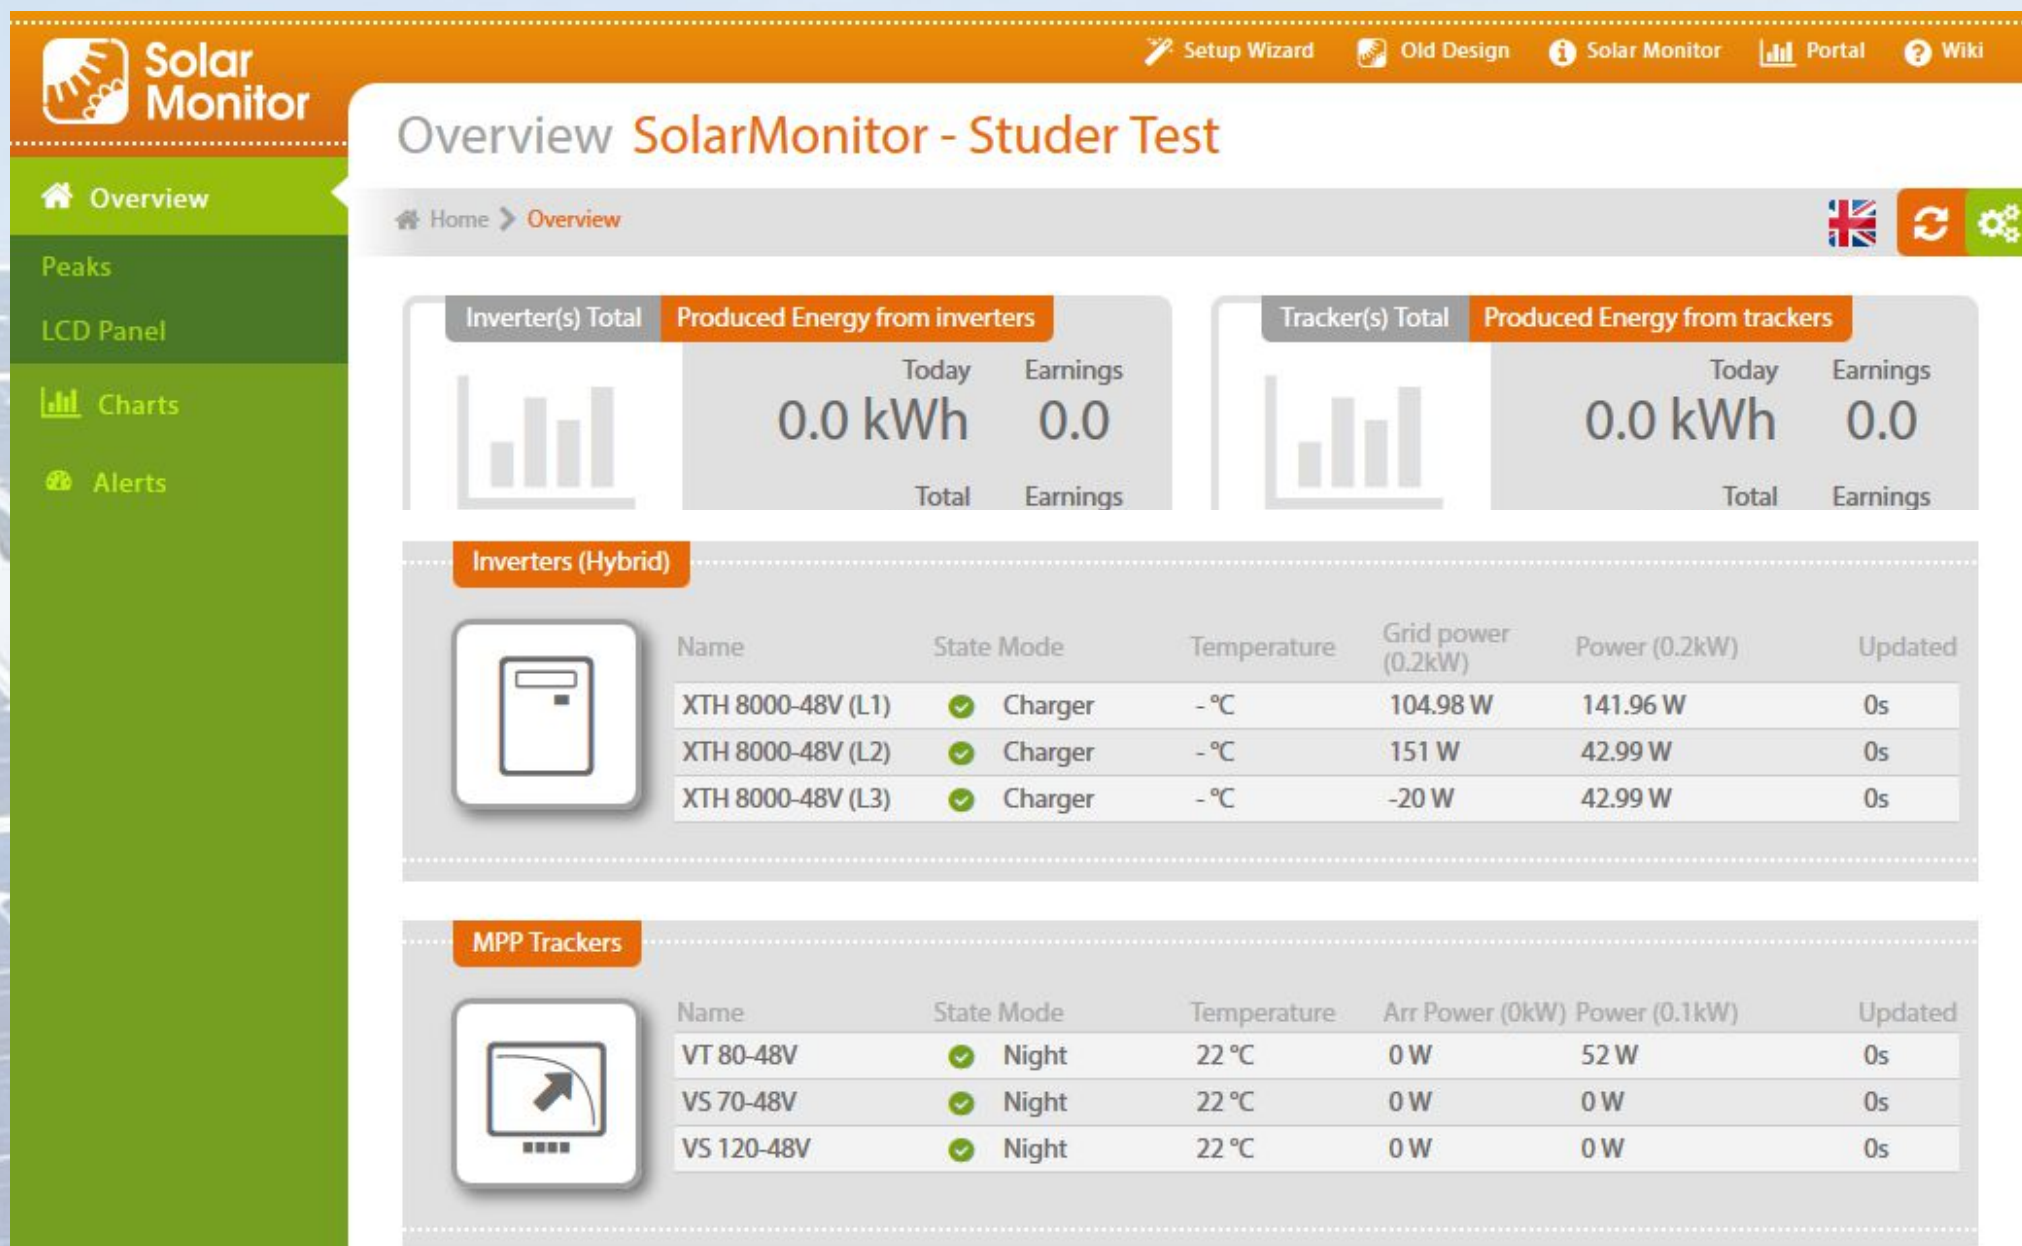 Solar
Monitor
Setup Wizard Old Design Solar Monitor Portal Wiki
Overview SolarMonitor - Studer Test
Overview
Peaks
LCD Panel
Charts
Alerts
Home Overview
Inverter(s) Total Produced Energy from inverters
Today Earnings
0.0 kWh 0.0
Total Earnings
Tracker(s) Total Produced Energy from trackers
Today Earnings
0.0 kWh 0.0
Total Earnings
Inverters (Hybrid)
Name State Mode Temperature Grid power (0.2kW) Power (0.2kW) Updated
XTH 8000-48V (L1) Charger - °C 104.98 W 141.96 W 0s
XTH 8000-48V (L2) Charger - °C 151 W 42.99 W 0s
XTH 8000-48V (L3) Charger - °C -20 W 42.99 W 0s
MPP Trackers
Name State Mode Temperature Arr Power (0kW) Power (0.1kW) Updated
VT 80-48V Night 22 °C 0 W 52 W 0s
VS 70-48V Night 22 °C 0 W 0 W 0s
VS 120-48V Night 22 °C 0 W 0 W 0s